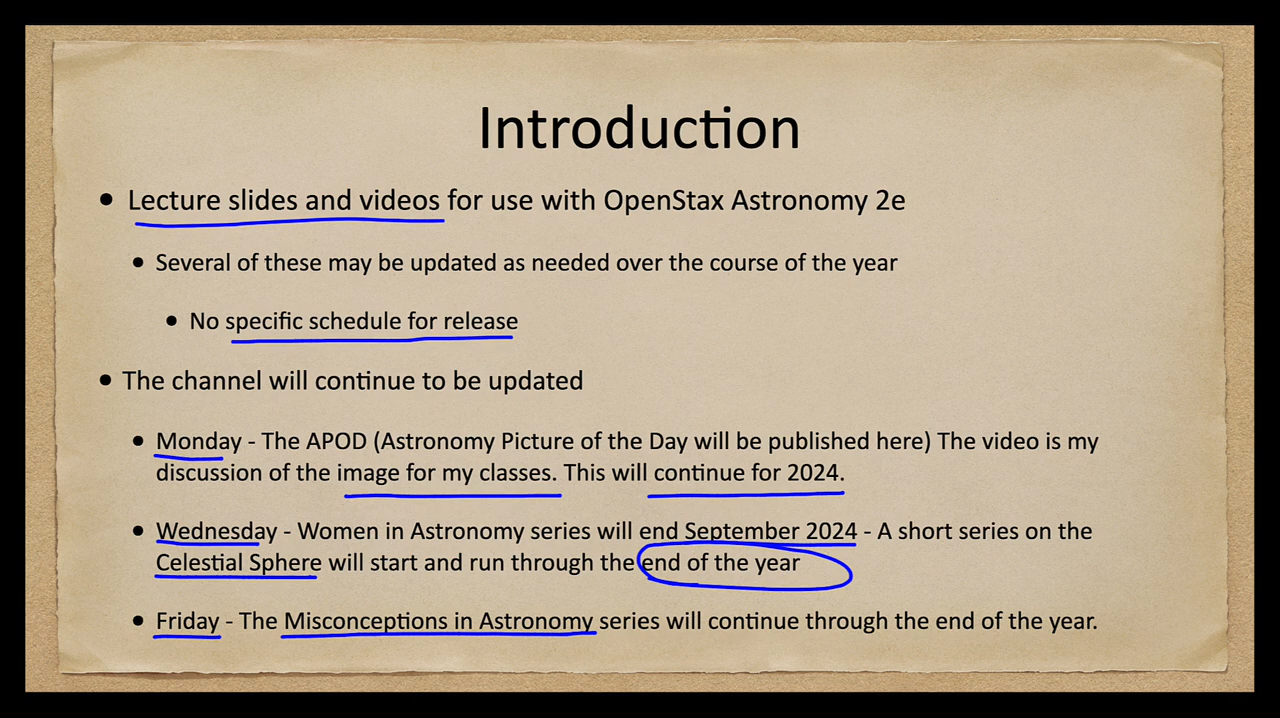 Introduction
• Lecture slides and videos for use with OpenStax Astronomy 2e
• Several of these may be updated as needed over the course of the year
• No specific schedule for release
• The channel will continue to be updated
• Monday - The APOD (Astronomy Picture of the Day will be published here) The video is my
discussion of the image for my classes. This will continue for 2024.
• Wednesday - Women in Astronomy series will end September 2024 - A short series on the
Celestial Sphere will start and run through the end of the year
• Friday - The Misconceptions in Astronomy series will continue through the end of the year.